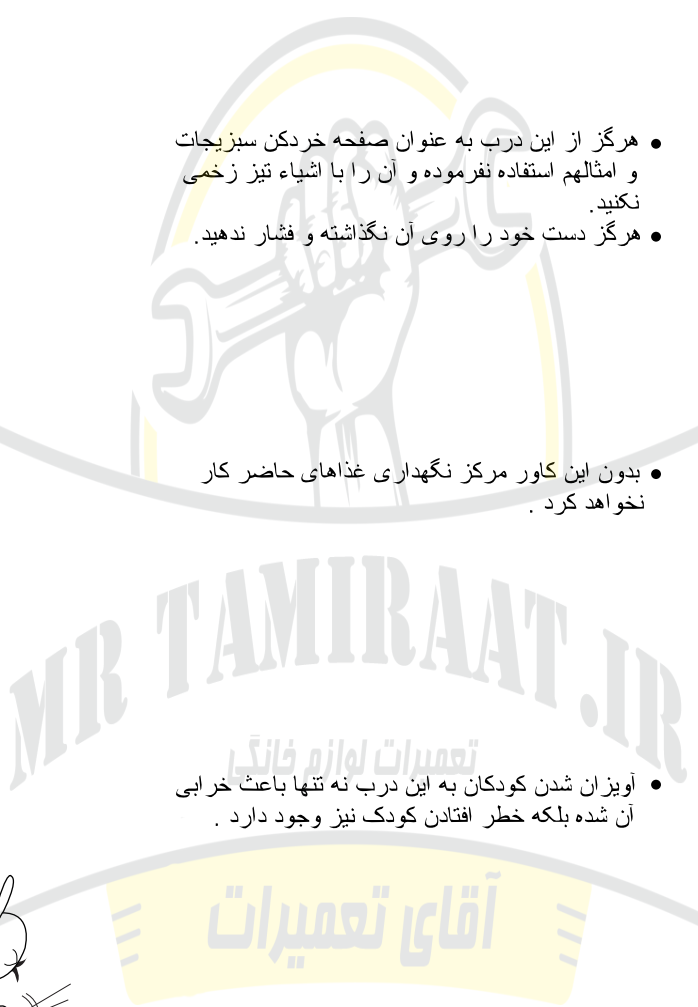 ● هرگز از این درب به عنوان صفحه خردکن سبزیجات
و امثالهم استفاده نفرموده و آن را با اشیاء تیز زخمی
نکنید.
● هرگز دست خود را روی آن نگذاشته و فشار ندهید.
● بدون این کاور مرکز نگهداری غذاهای حاضر کار
نخواهد کرد .
MR TAMIRAAT.IR
تعمیرات لوازم خانگی
● آویزان شدن کودکان به این درب نه تنها باعث خرابی
آن شده بلکه خطر افتادن کودک نیز وجود دارد .
آقای تعمیرات